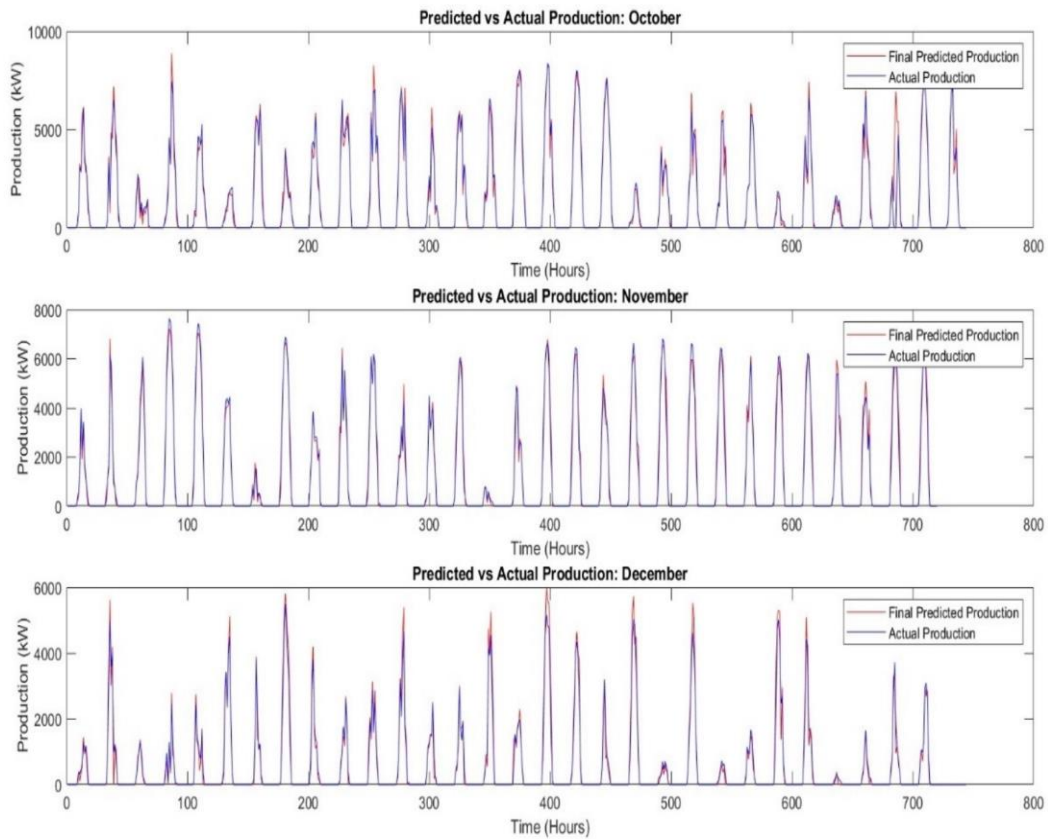 Predicted vs Actual Production: October
Production (kW)
10000
5000
0
Final Predicted Production
Actual Production
0 100 200 300 400 500 600 700 800
Time (Hours)
Predicted vs Actual Production: November
Production (kW)
8000
6000
4000
2000
0
Final Predicted Production
Actual Production
0 100 200 300 400 500 600 700 800
Time (Hours)
Predicted vs Actual Production: December
Production (kW)
6000
4000
2000
0
Final Predicted Production
Actual Production
0 100 200 300 400 500 600 700 800
Time (Hours)